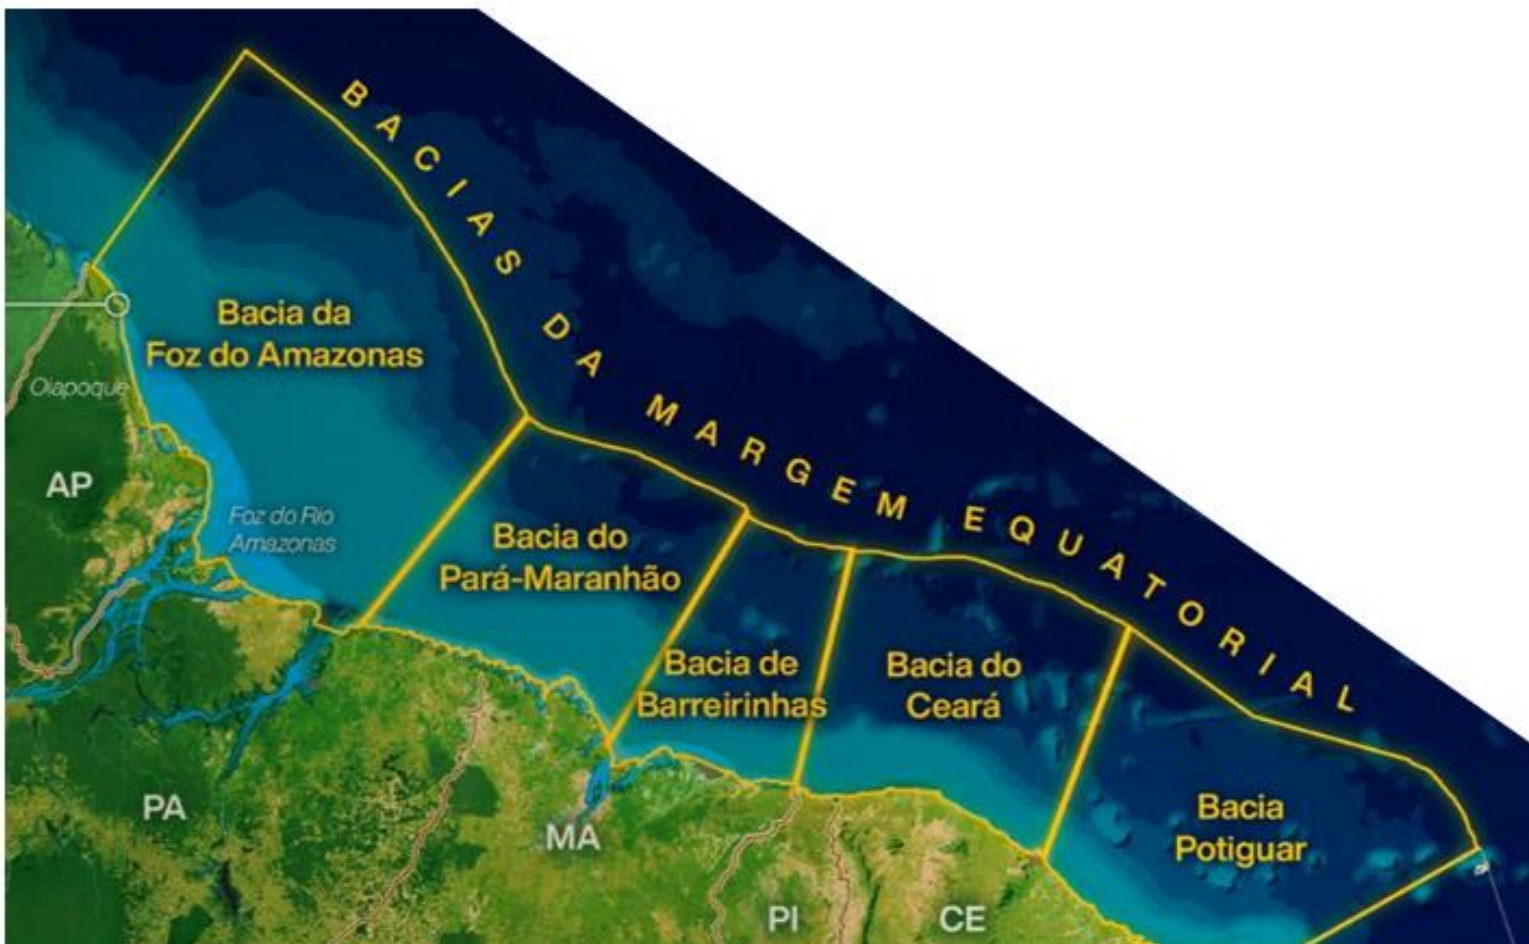 BACIAS DA MARGEM EQUATORIAL
Bacia da
Foz do Amazonas
Oiapoque
AP
Foz do Rio
Amazonas
Bacia do
Pará-Maranhão
Bacia de
Barreirinhas
Bacia do
Ceará
Bacia
Potiguar
PA
MA
PI
CE